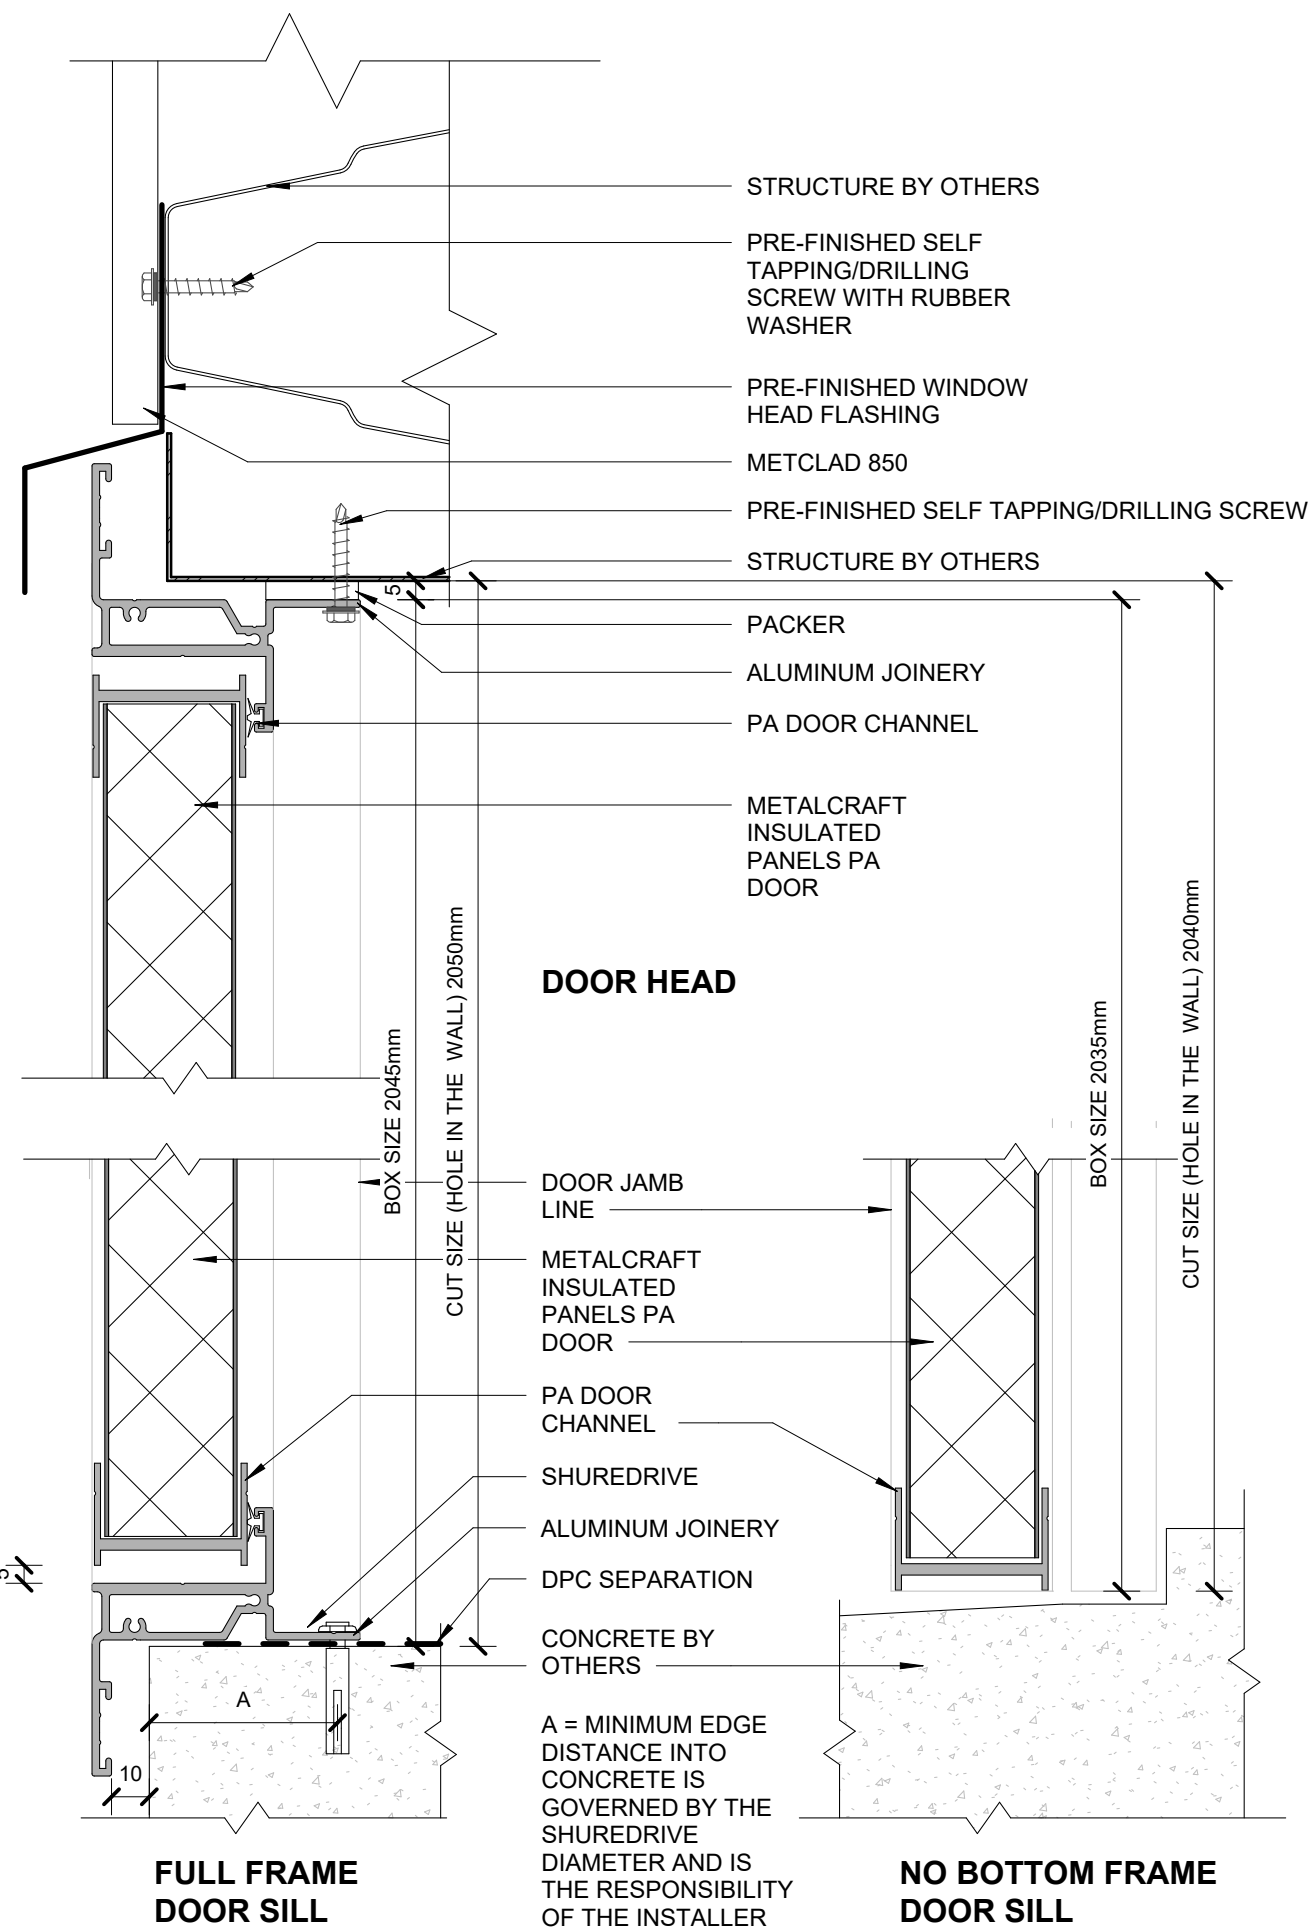 STRUCTURE BY OTHERS
PRE-FINISHED SELF
TAPPING/DRILLING
SCREW WITH RUBBER
WASHER
PRE-FINISHED WINDOW
HEAD FLASHING
METCLAD 850
PRE-FINISHED SELF TAPPING/DRILLING SCREW
STRUCTURE BY OTHERS
5
PACKER
ALUMINUM JOINERY
PA DOOR CHANNEL
METALCRAFT
INSULATED
PANELS PA
DOOR
DOOR HEAD
BOX SIZE 2045mm
CUT SIZE (HOLE IN THE WALL) 2050mm
BOX SIZE 2035mm
CUT SIZE (HOLE IN THE WALL) 2040mm
DOOR JAMB
LINE
METALCRAFT
INSULATED
PANELS PA
DOOR
PA DOOR
CHANNEL
SHUREDRIVE
ALUMINUM JOINERY
5
DPC SEPARATION
CONCRETE BY
OTHERS
A
10
A = MINIMUM EDGE
DISTANCE INTO
CONCRETE IS
GOVERNED BY THE
SHUREDRIVE
DIAMETER AND IS
THE RESPONSIBILITY
OF THE INSTALLER
FULL FRAME
DOOR SILL
NO BOTTOM FRAME
DOOR SILL